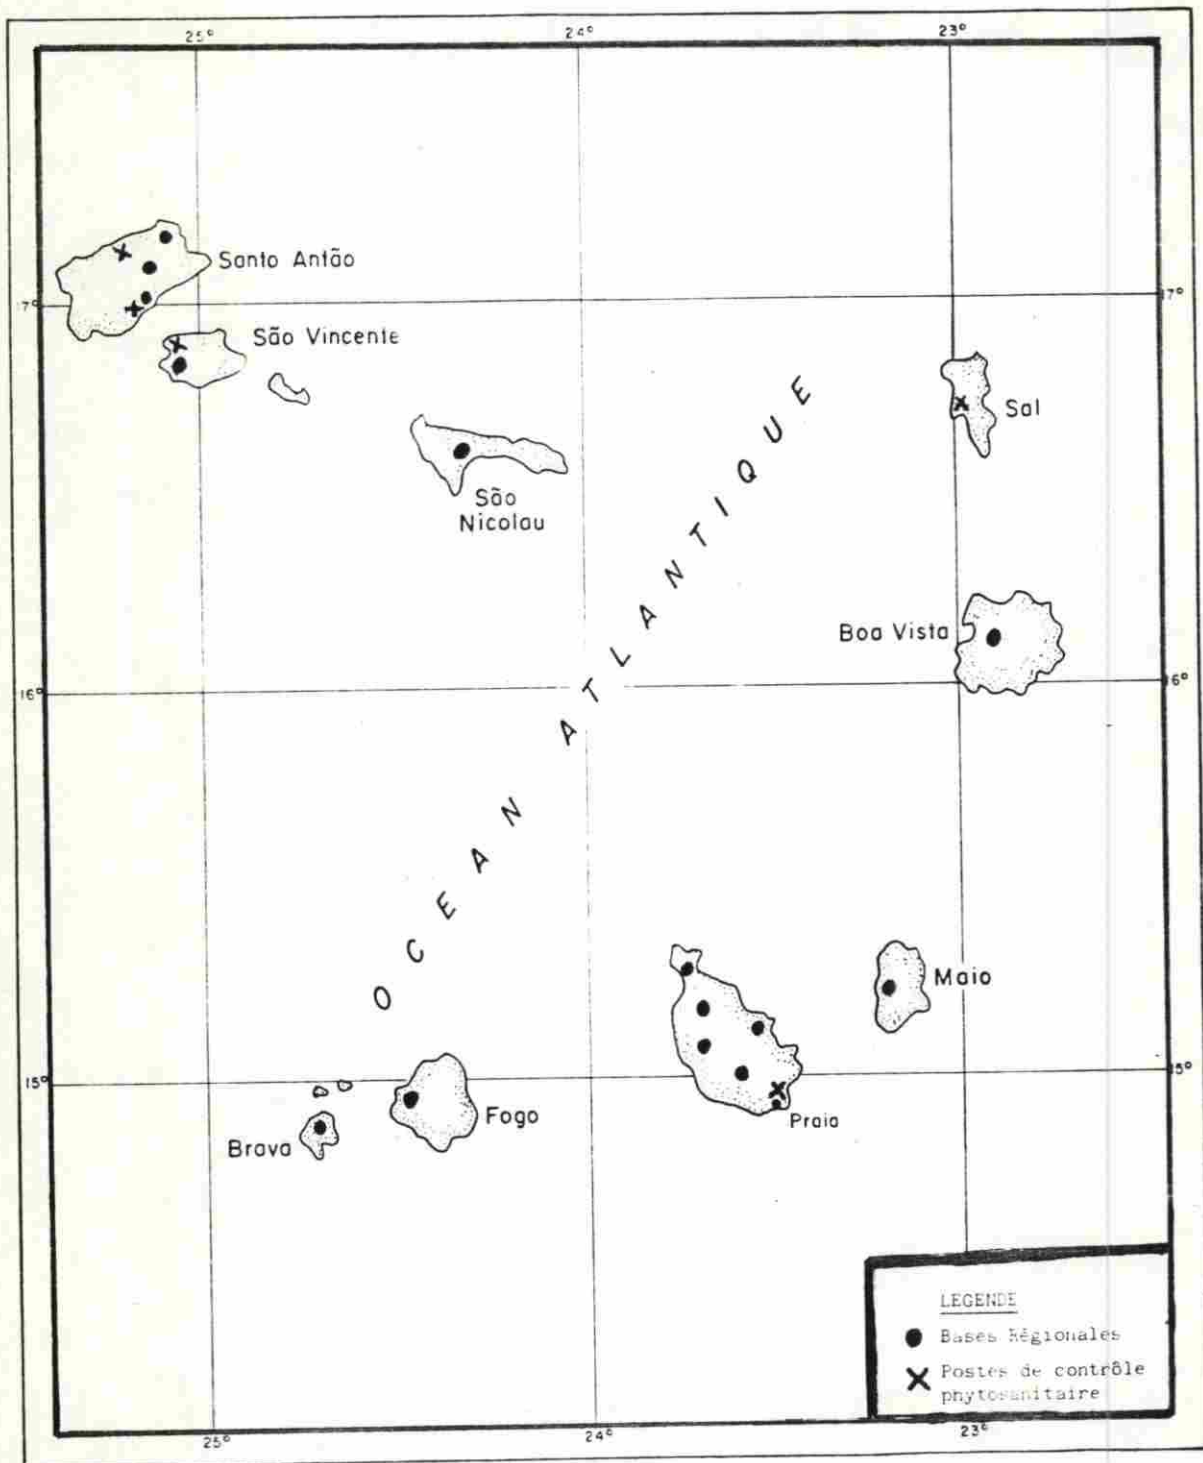 25° 24° 23°
Santo Antão
17° 17°
São Vincente
Sal
São
Nicolau
OCEAN ATLANTIQUE
Boa Vista
16° 16°
Maio
15° 15°
Fogo
Praia
Brava
LEGENDE
Bases Régionales
Postes de contrôle
phytosanitaire
25° 24° 23°